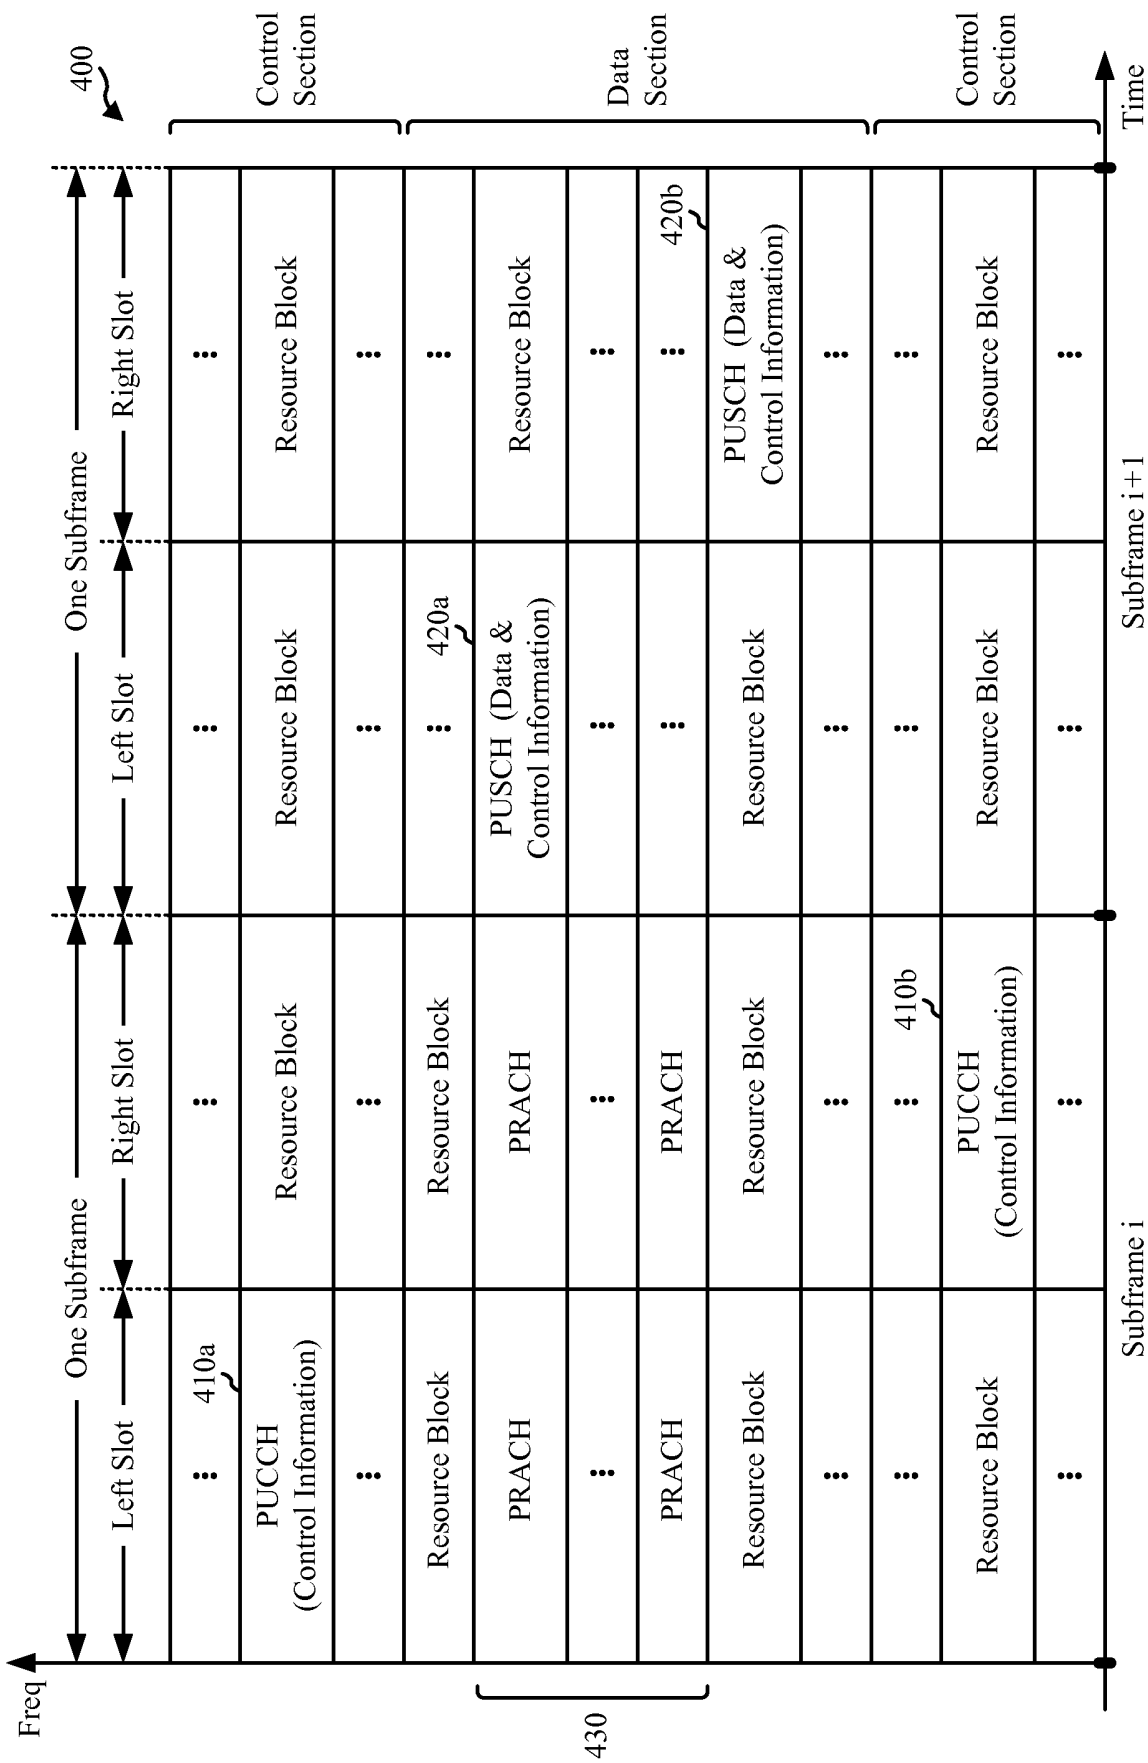 Freq
One Subframe
One Subframe
400
Left Slot
Right Slot
Left Slot
Right Slot
410a
PUCCH
(Control Information)
Resource Block
Resource Block
Resource Block
Control
Section
Resource Block
Resource Block
420a
PRACH
PRACH
PUSCH (Data &
Control Information)
Resource Block
430
Data
Section
PRACH
PRACH
420b
Resource Block
Resource Block
Resource Block
PUSCH (Data &
Control Information)
410b
Resource Block
PUCCH
(Control Information)
Resource Block
Resource Block
Control
Section
Subframe i
Subframe i+1
Time